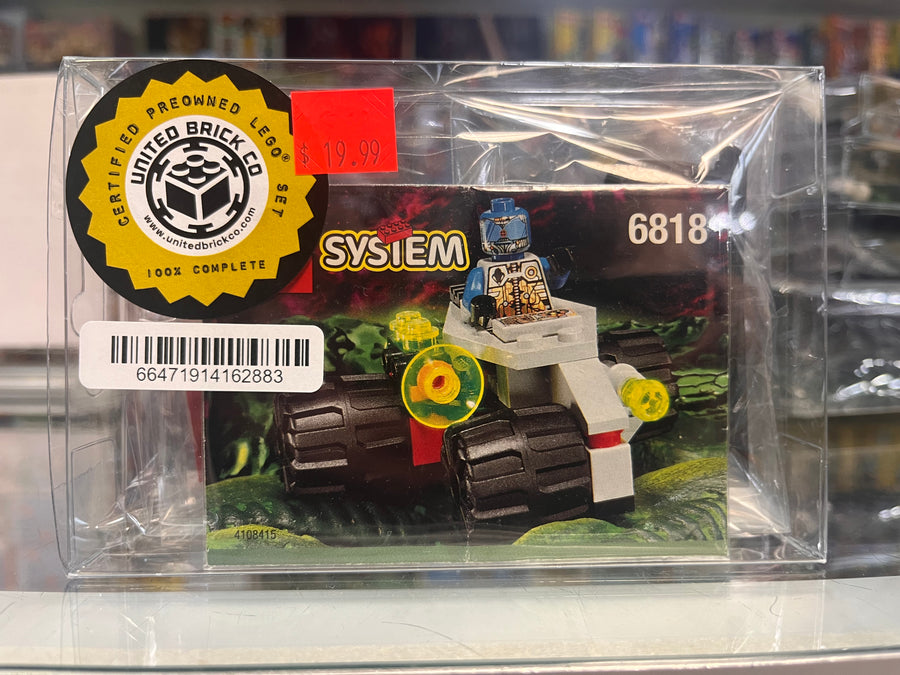 CERTIFIED PREOWNED LEGO® SET
UNITED BRICK CO
www.unitedbrickco.com
100% COMPLETE
$ 19.99
SYSTEM
6818
66471914162883
4108415